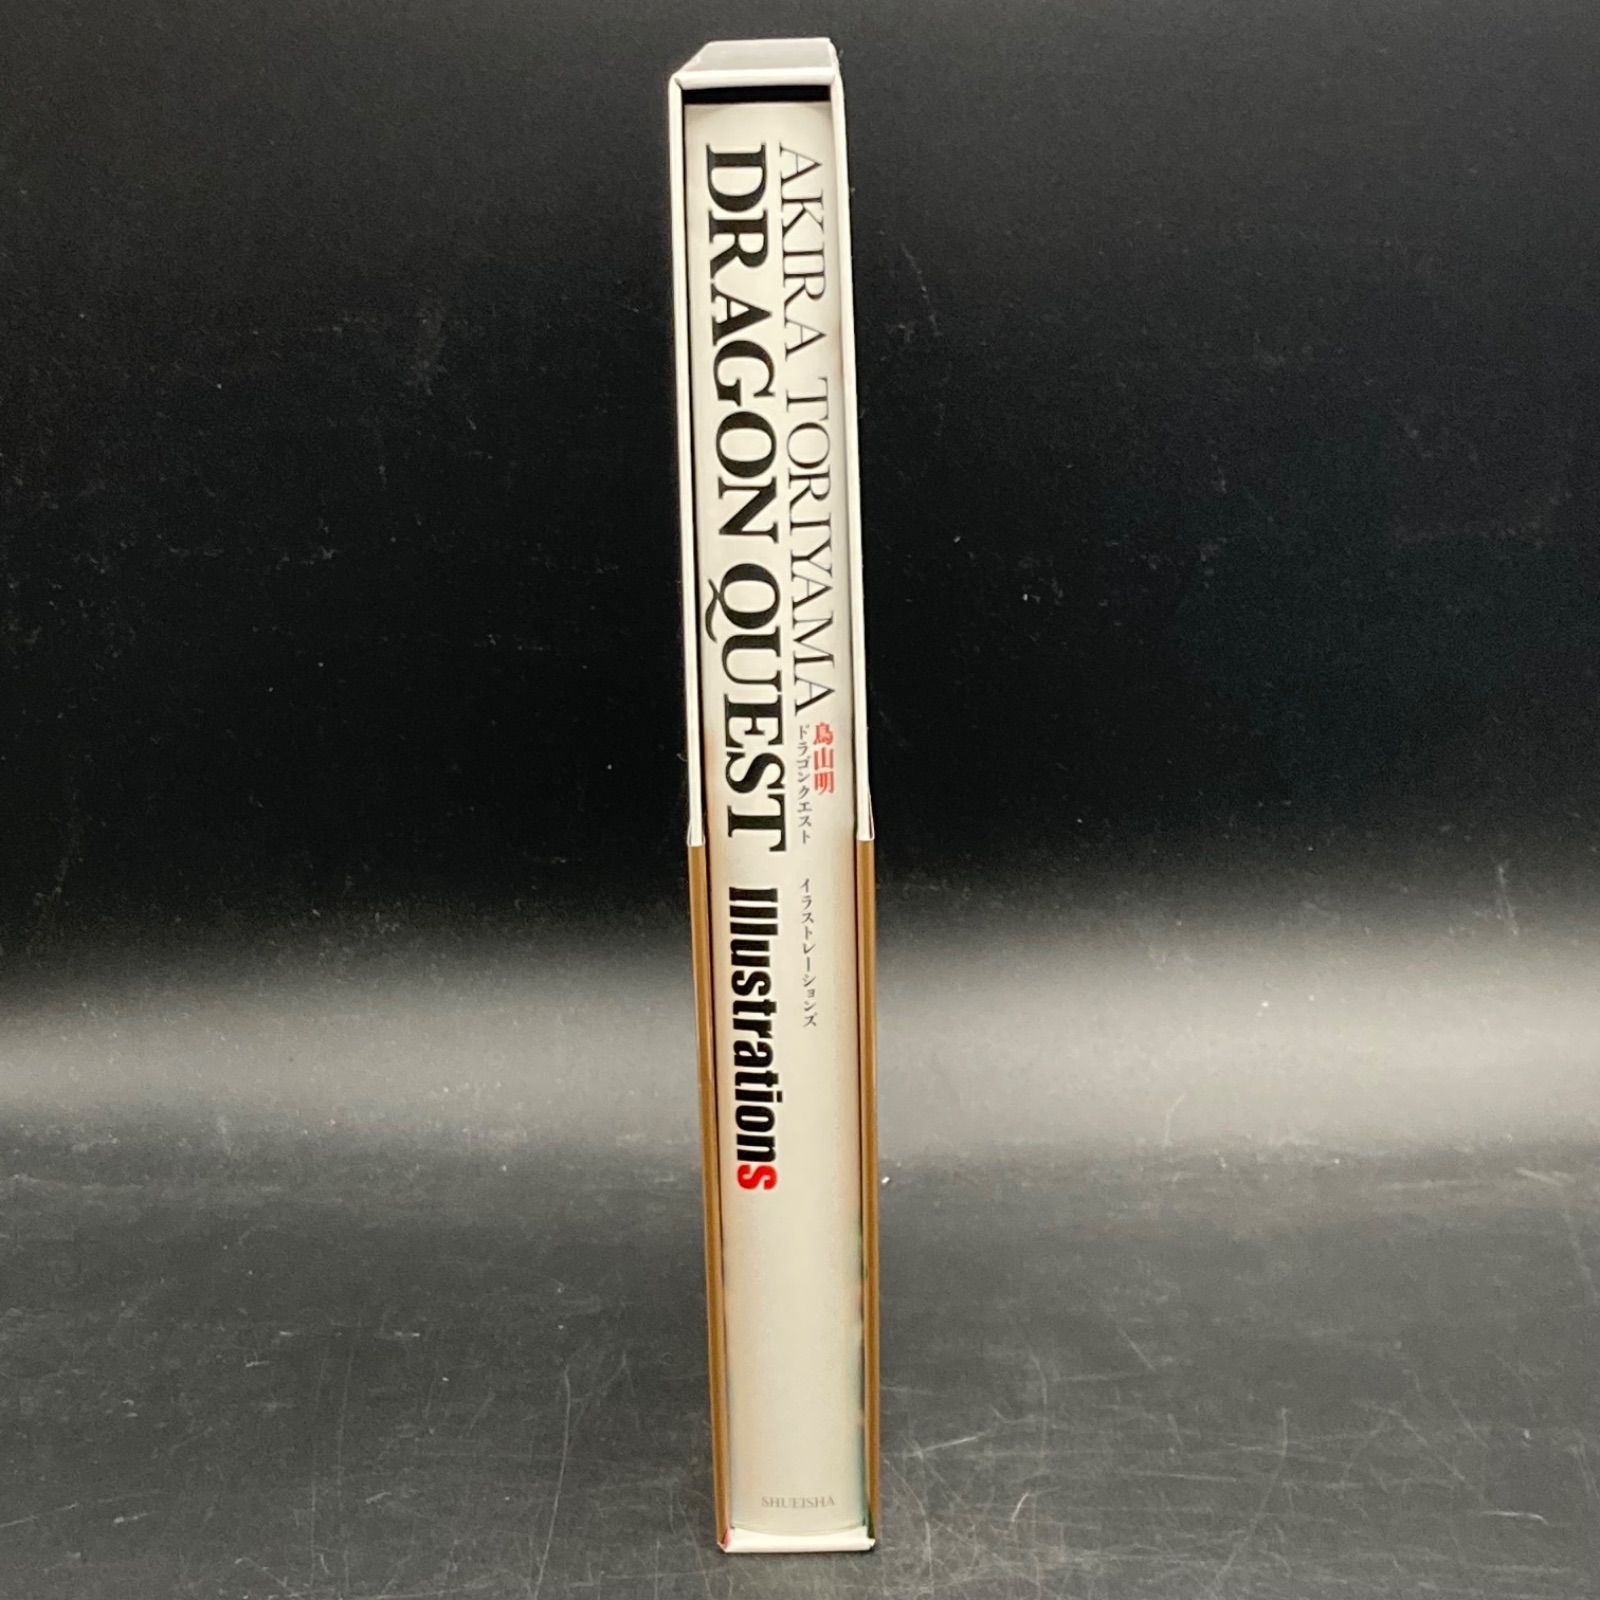 AKIRA TORIYAMA
DRAGON QUEST Illustrations
鳥山明
ドラゴンクエスト イラストレーションズ
SHUEISHA